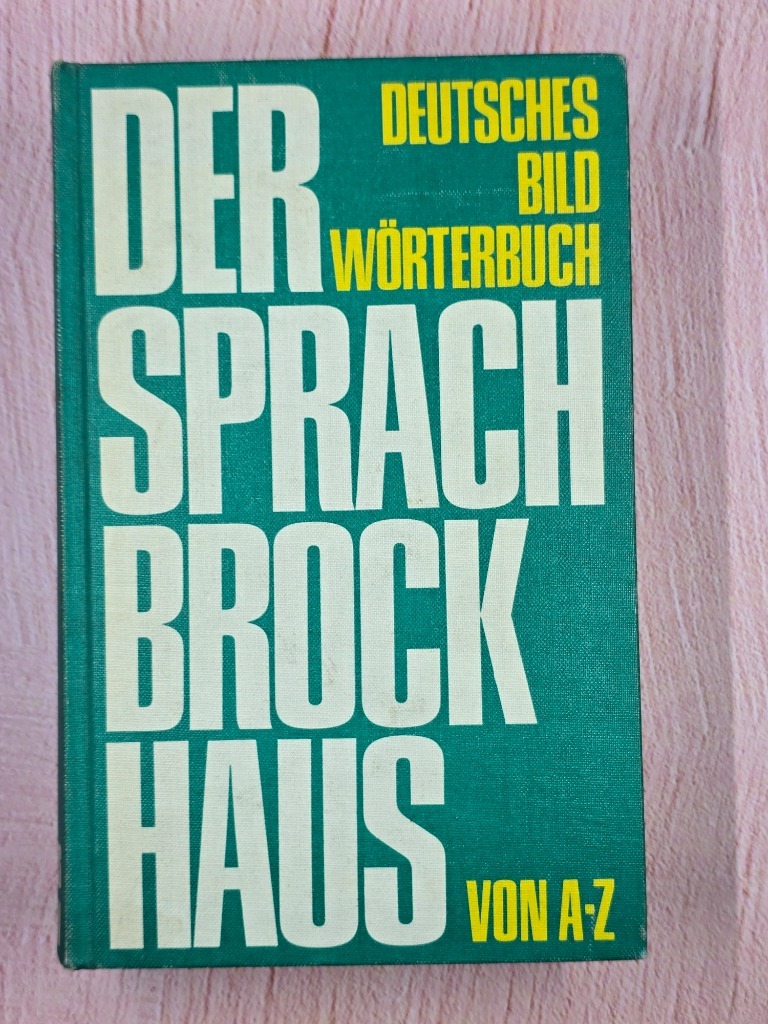 DER
DEUTSCHES
BILD
WÖRTERBUCH
SPRACH
BROCK
HAUS
VON A-Z